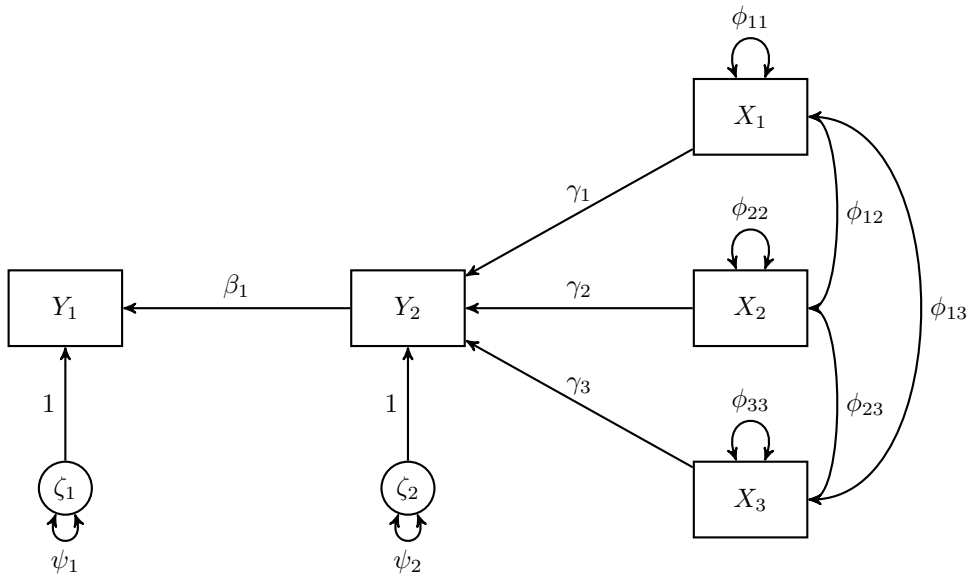 ϕ₁₁
X₁
γ₁
ϕ₂₂
ϕ₁₂
Y₁
β₁
Y₂
γ₂
X₂
ϕ₁₃
γ₃
1
1
ϕ₃₃
ϕ₂₃
ζ₁
ζ₂
X₃
ψ₁
ψ₂